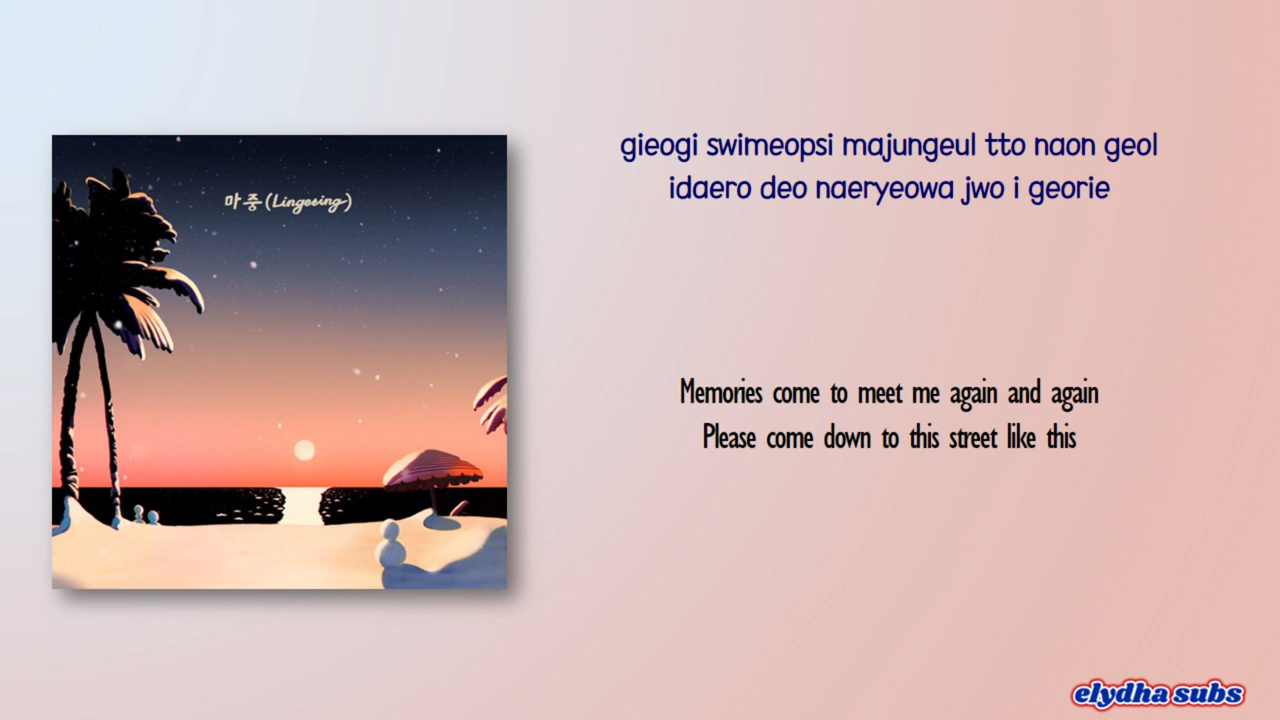 마중(Lingering)
gieogi swimeopsi majungeul tto naon geol
idaero deo naeryeowa jwo i georie
Memories come to meet me again and again
Please come down to this street like this
elydha subs